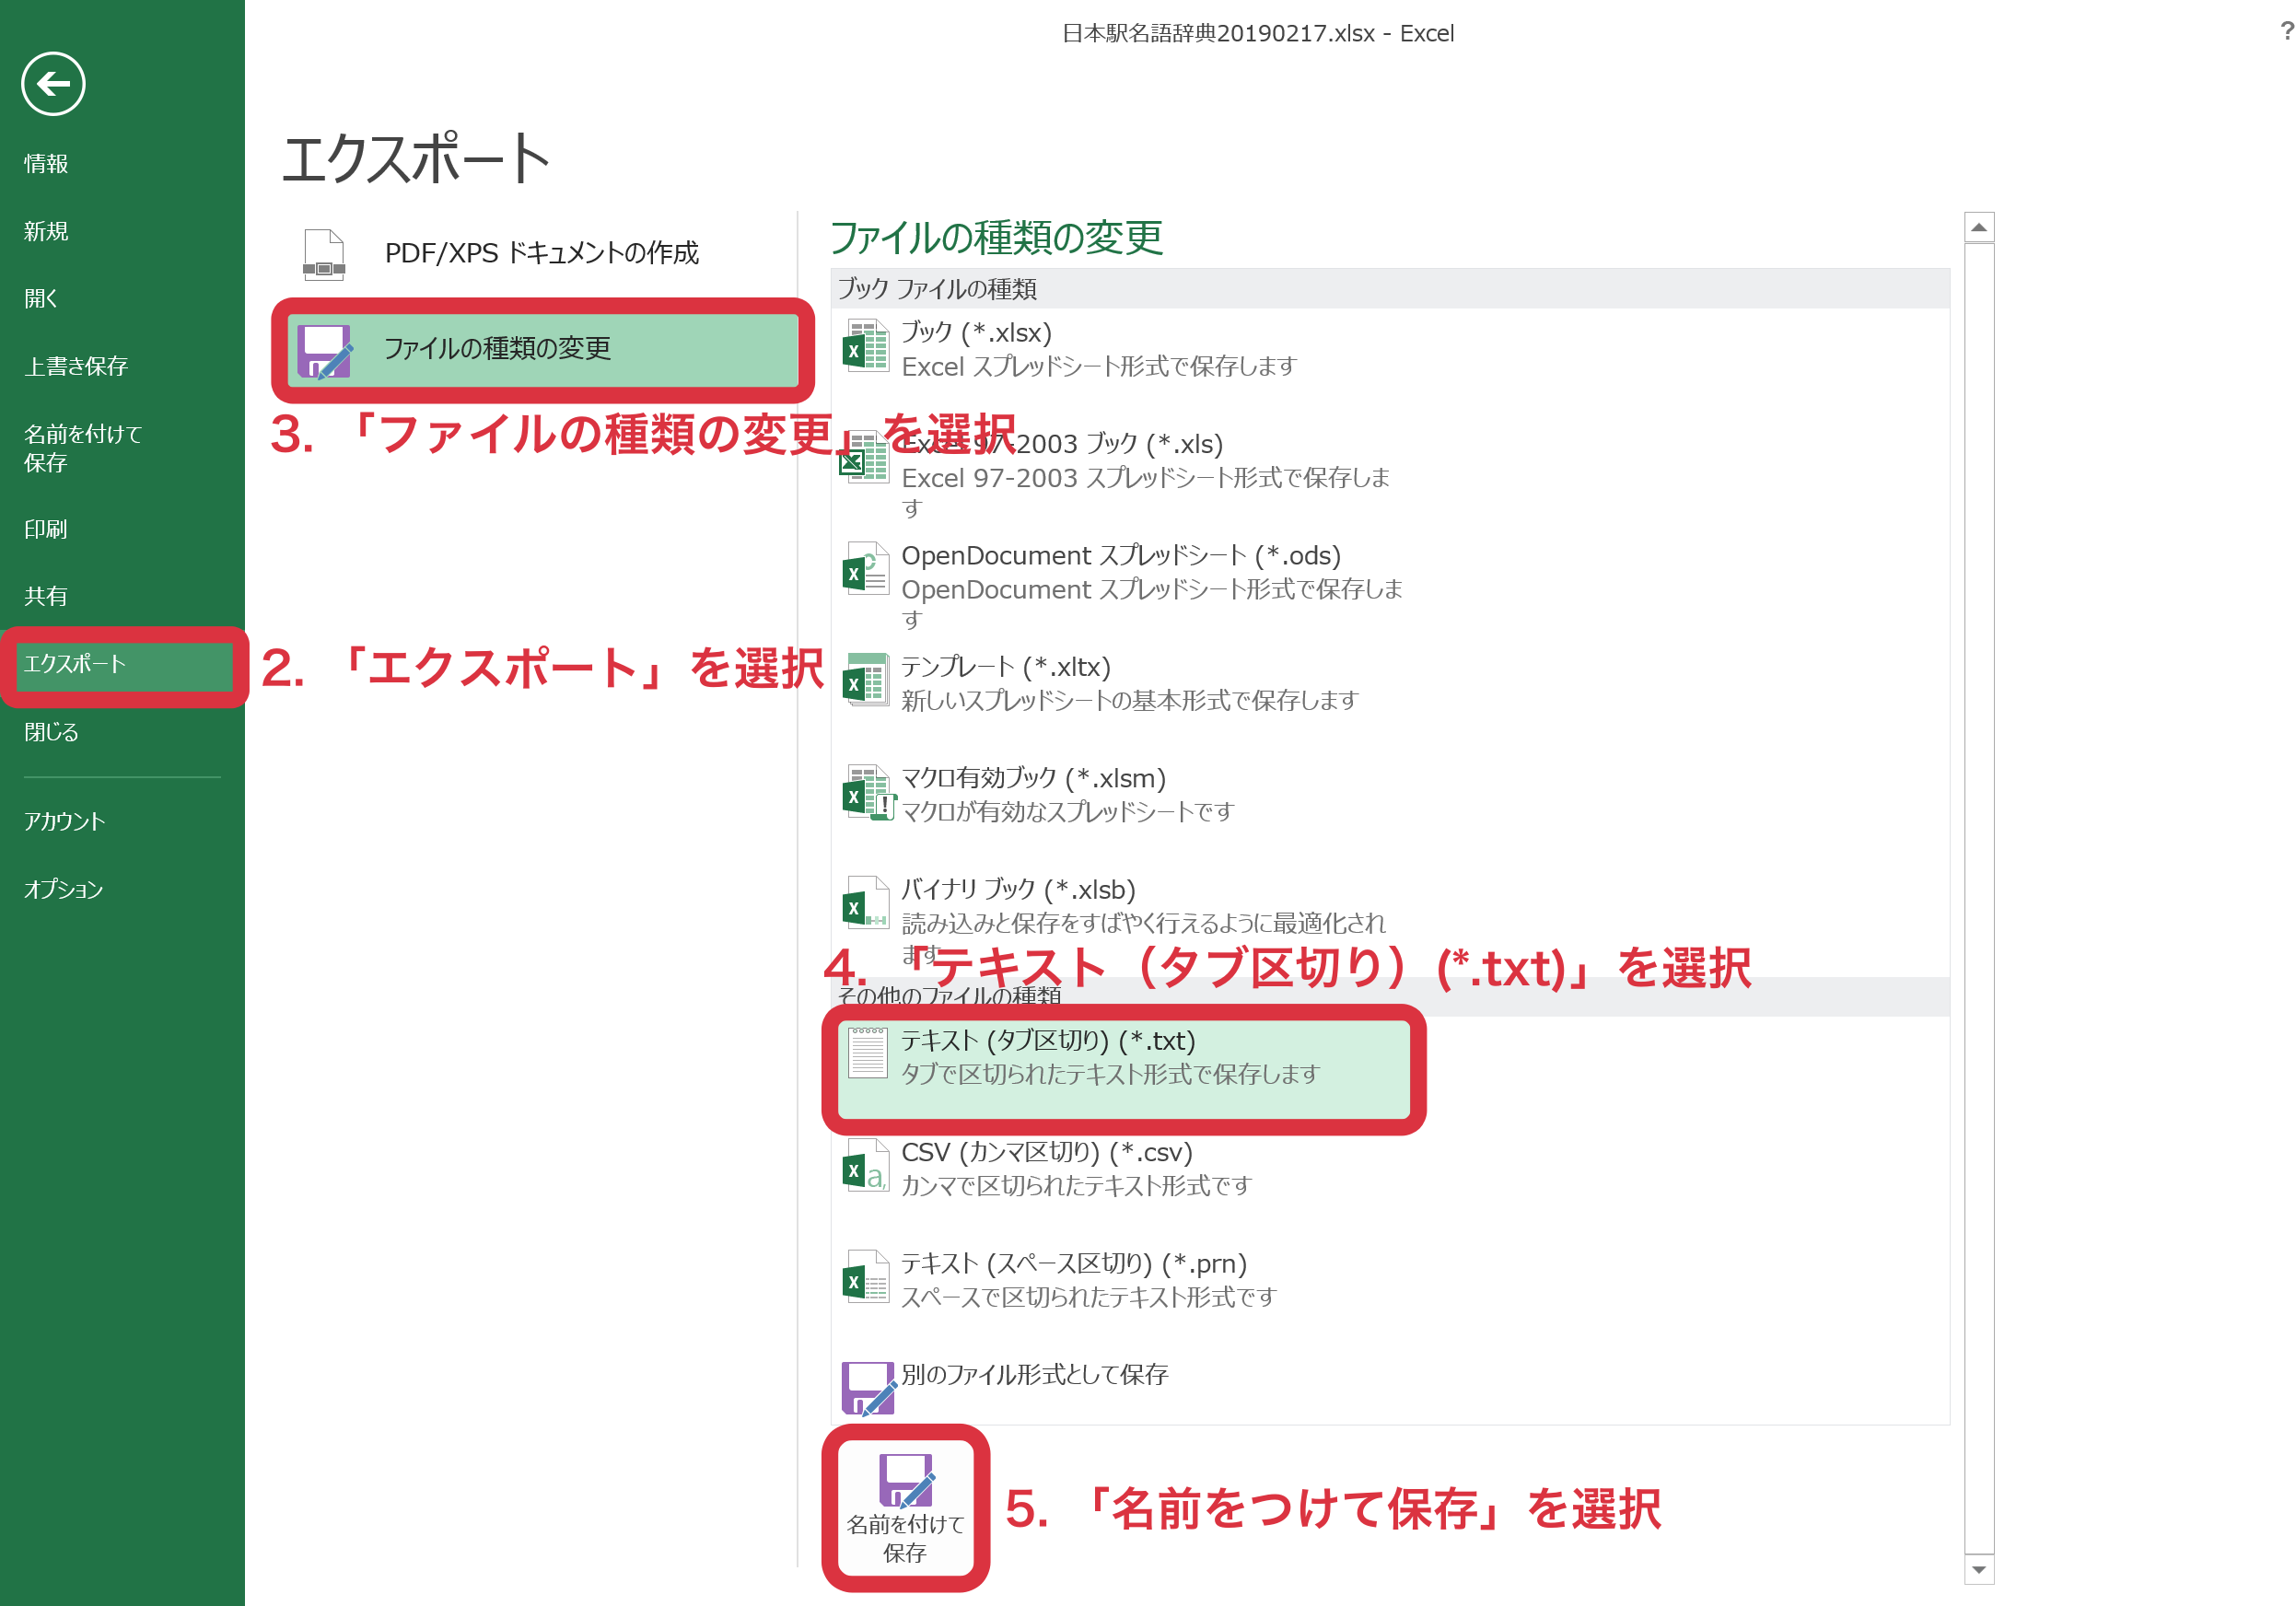 日本駅名語辞典20190217.xlsx - Excel
?
情報
新規
開く
上書き保存
名前を付けて
保存
印刷
共有
エクスポート
閉じる
アカウント
オプション
エクスポート
PDF/XPS ドキュメントの作成
ファイルの種類の変更
3. 「ファイルの種類の変更」を選択
2. 「エクスポート」を選択
ファイルの種類の変更
ブック ファイルの種類
ブック (*.xlsx)
Excel スプレッドシート形式で保存します
Excel 97-2003 ブック (*.xls)
Excel 97-2003 スプレッドシート形式で保存しま
す
OpenDocument スプレッドシート (*.ods)
OpenDocument スプレッドシート形式で保存しま
す
テンプレート (*.xltx)
新しいスプレッドシートの基本形式で保存します
マクロ有効ブック (*.xlsm)
マクロが有効なスプレッドシートです
バイナリ ブック (*.xlsb)
読み込みと保存をすばやく行えるように最適化され
ます
4. 「テキスト（タブ区切り）(*.txt)」を選択
その他のファイルの種類
テキスト (タブ区切り) (*.txt)
タブで区切られたテキスト形式で保存します
CSV (カンマ区切り) (*.csv)
カンマで区切られたテキスト形式です
テキスト (スペース区切り) (*.prn)
スペースで区切られたテキスト形式です
別のファイル形式として保存
名前を付けて
保存
5. 「名前をつけて保存」を選択